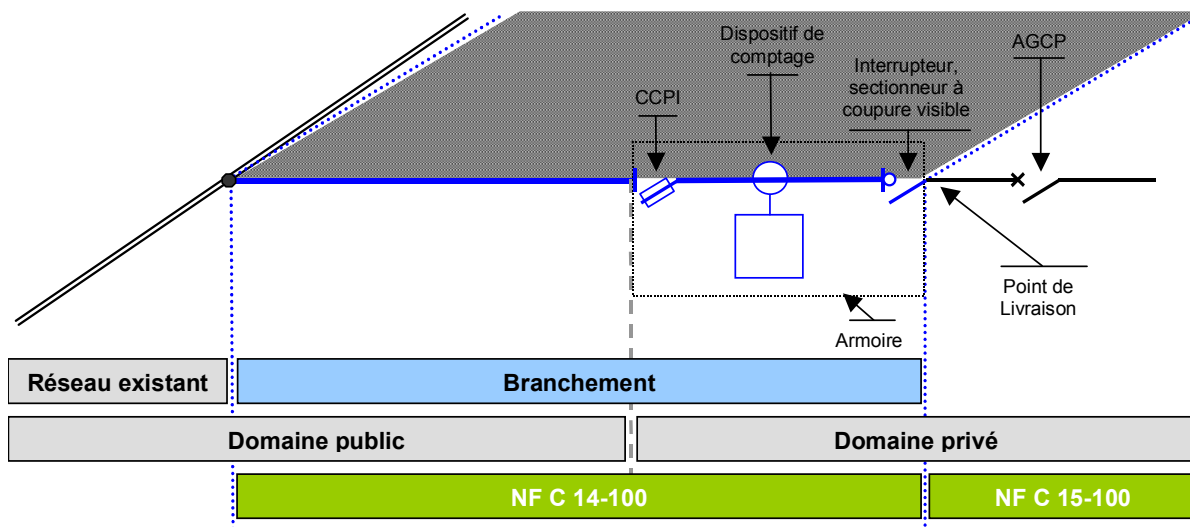 Dispositif de
comptage
AGCP
Interrupteur,
sectionneur à
coupure visible
CCPI
Point de
Livraison
Armoire
Réseau existant
Branchement
Domaine public
Domaine privé
NF C 14-100
NF C 15-100